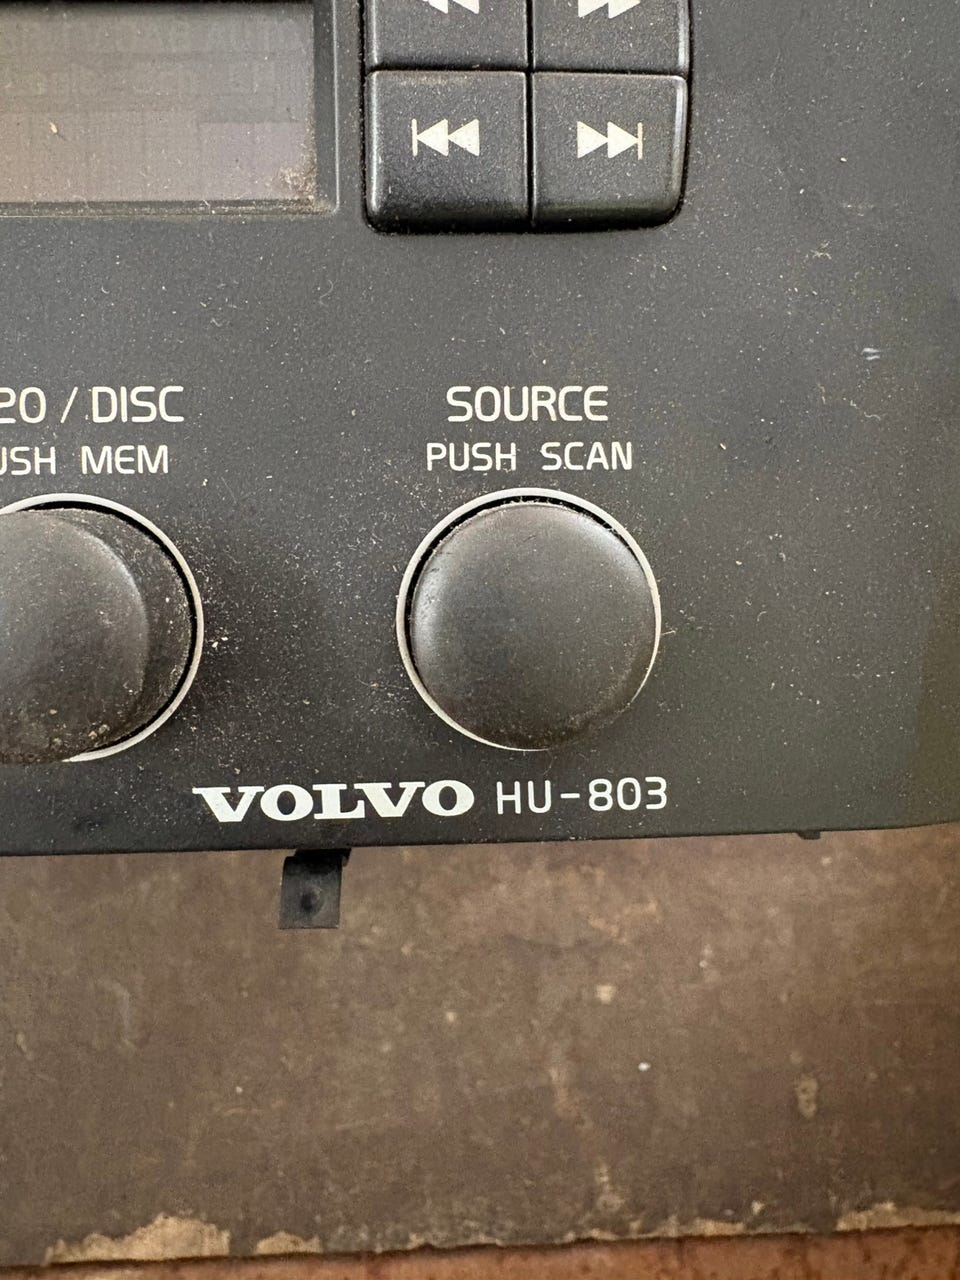 20 / DISC
USH MEM
SOURCE
PUSH SCAN
VOLVO HU-803